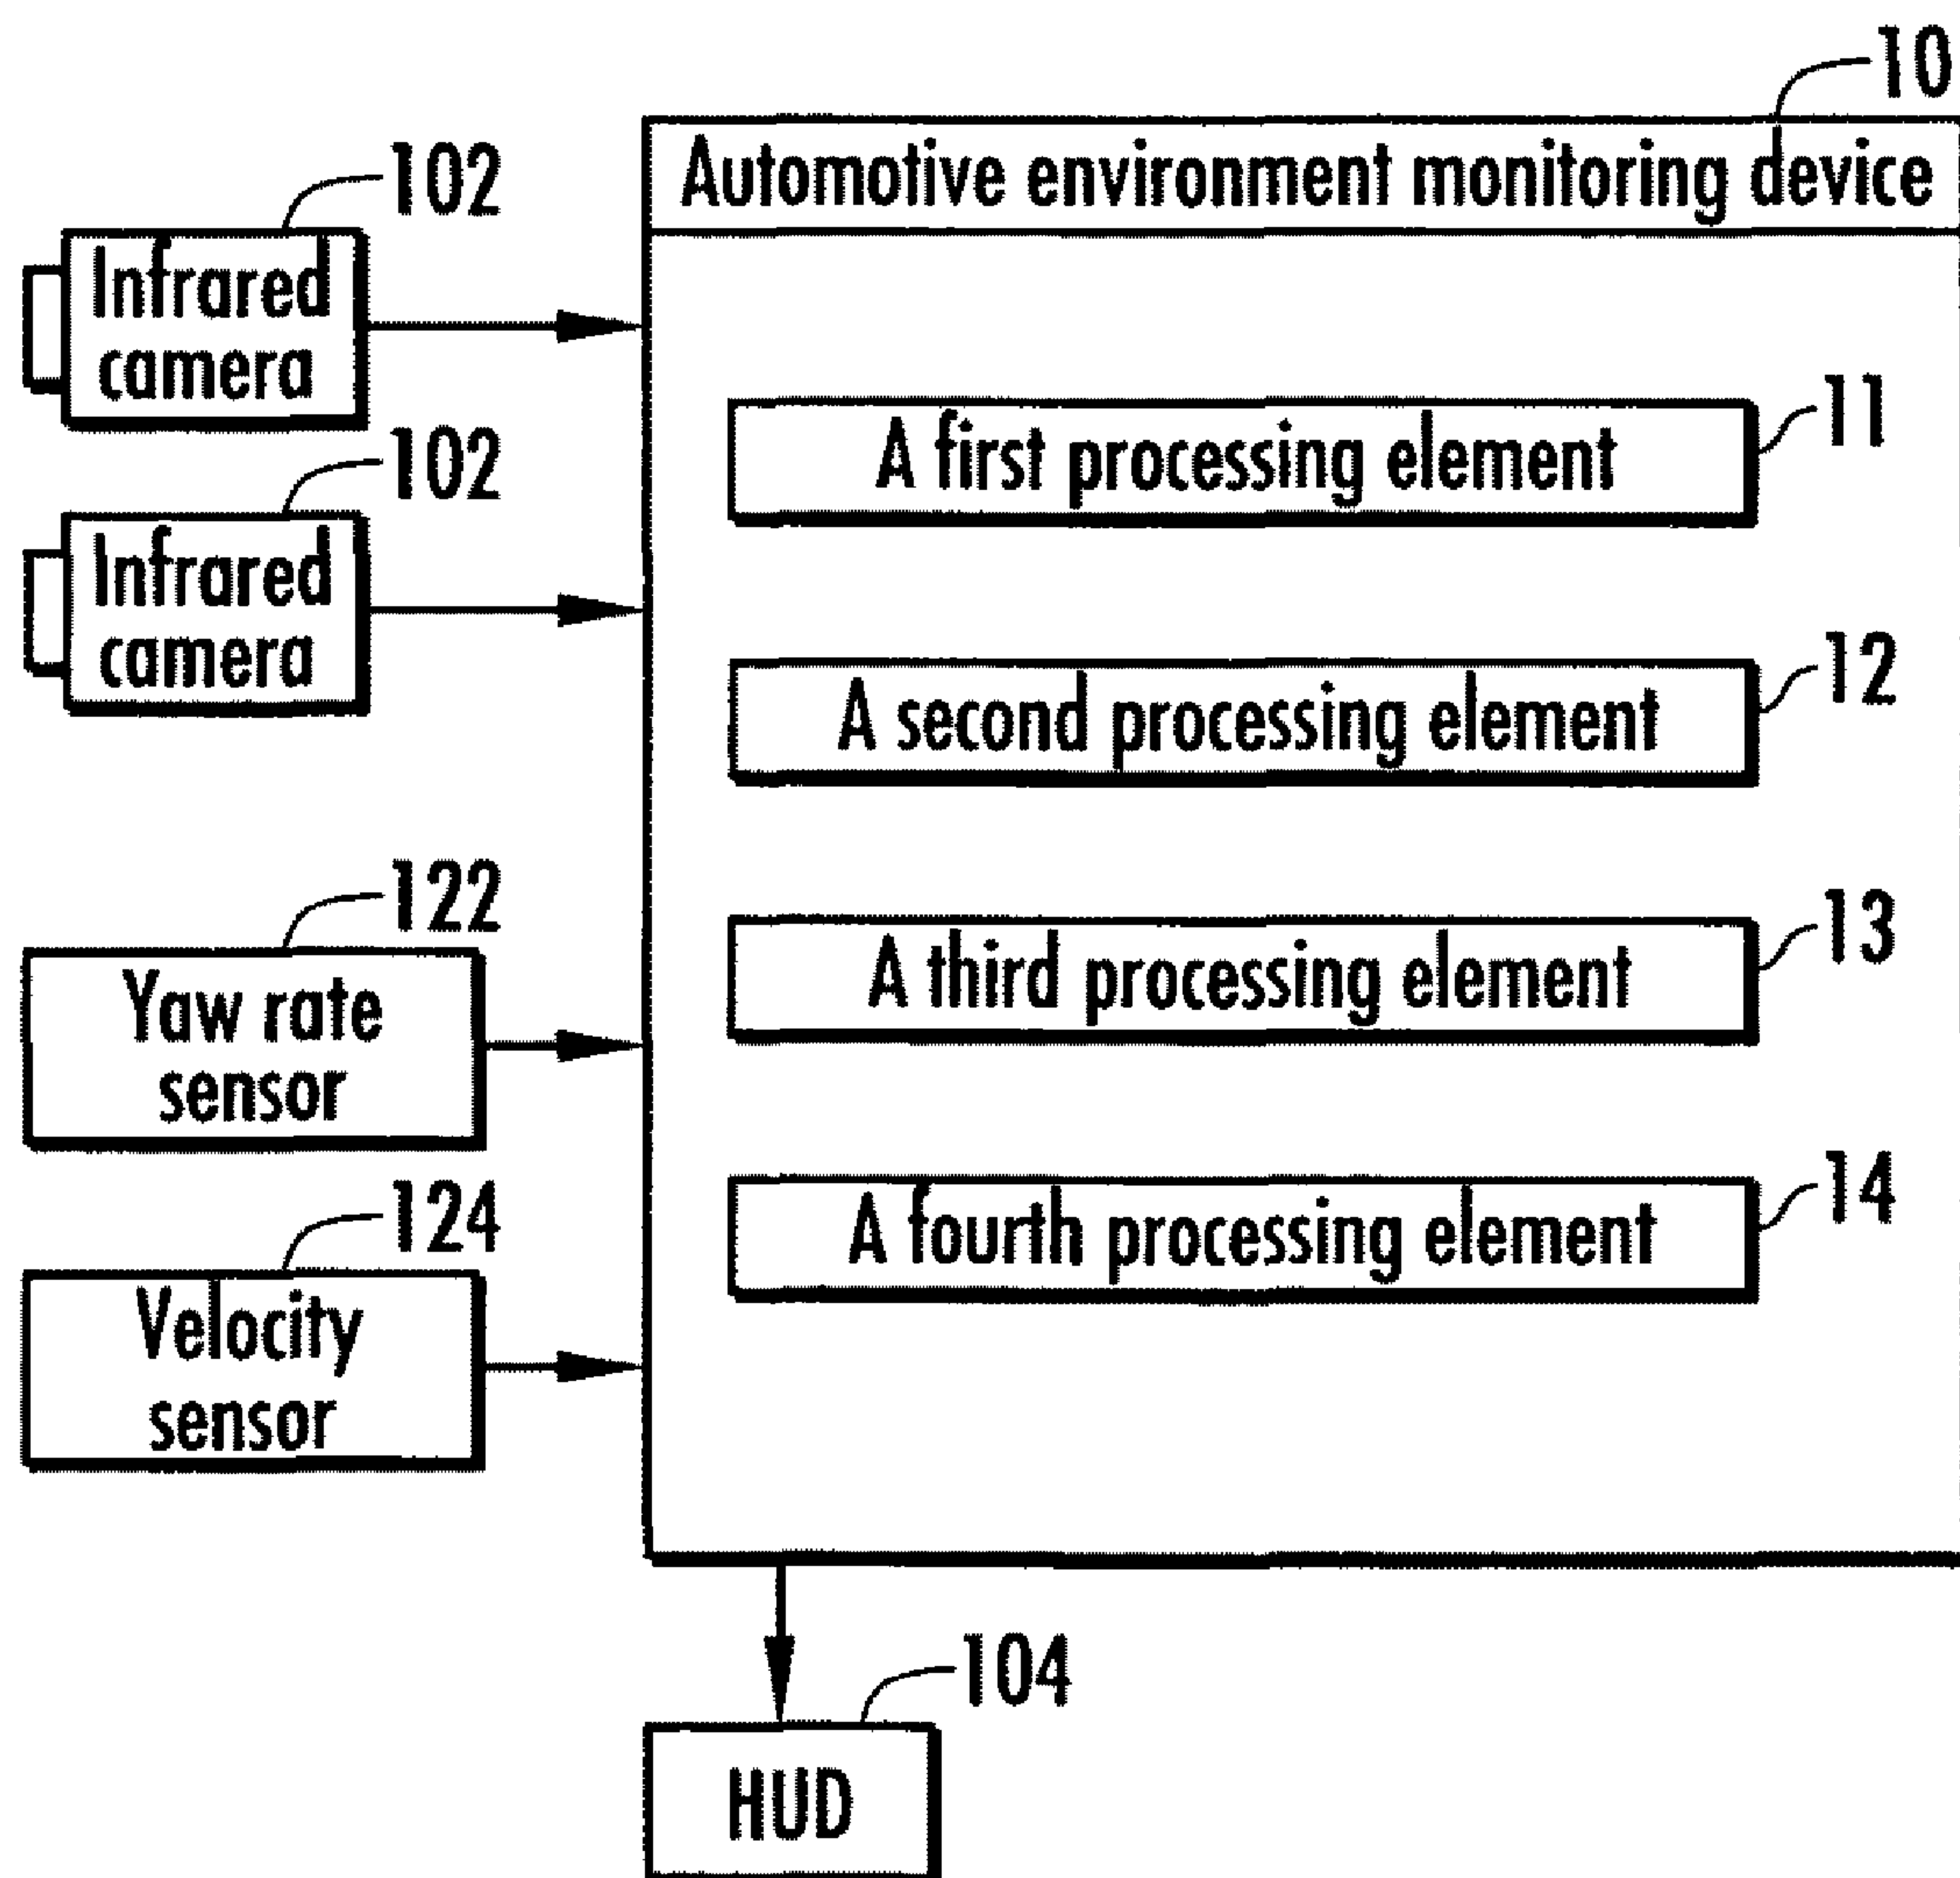 10
Automotive environment monitoring device
102
Infrared
camera
102
Infrared
camera
11
A first processing element
12
A second processing element
122
Yaw rate
sensor
13
A third processing element
124
Velocity
sensor
14
A fourth processing element
104
HUD